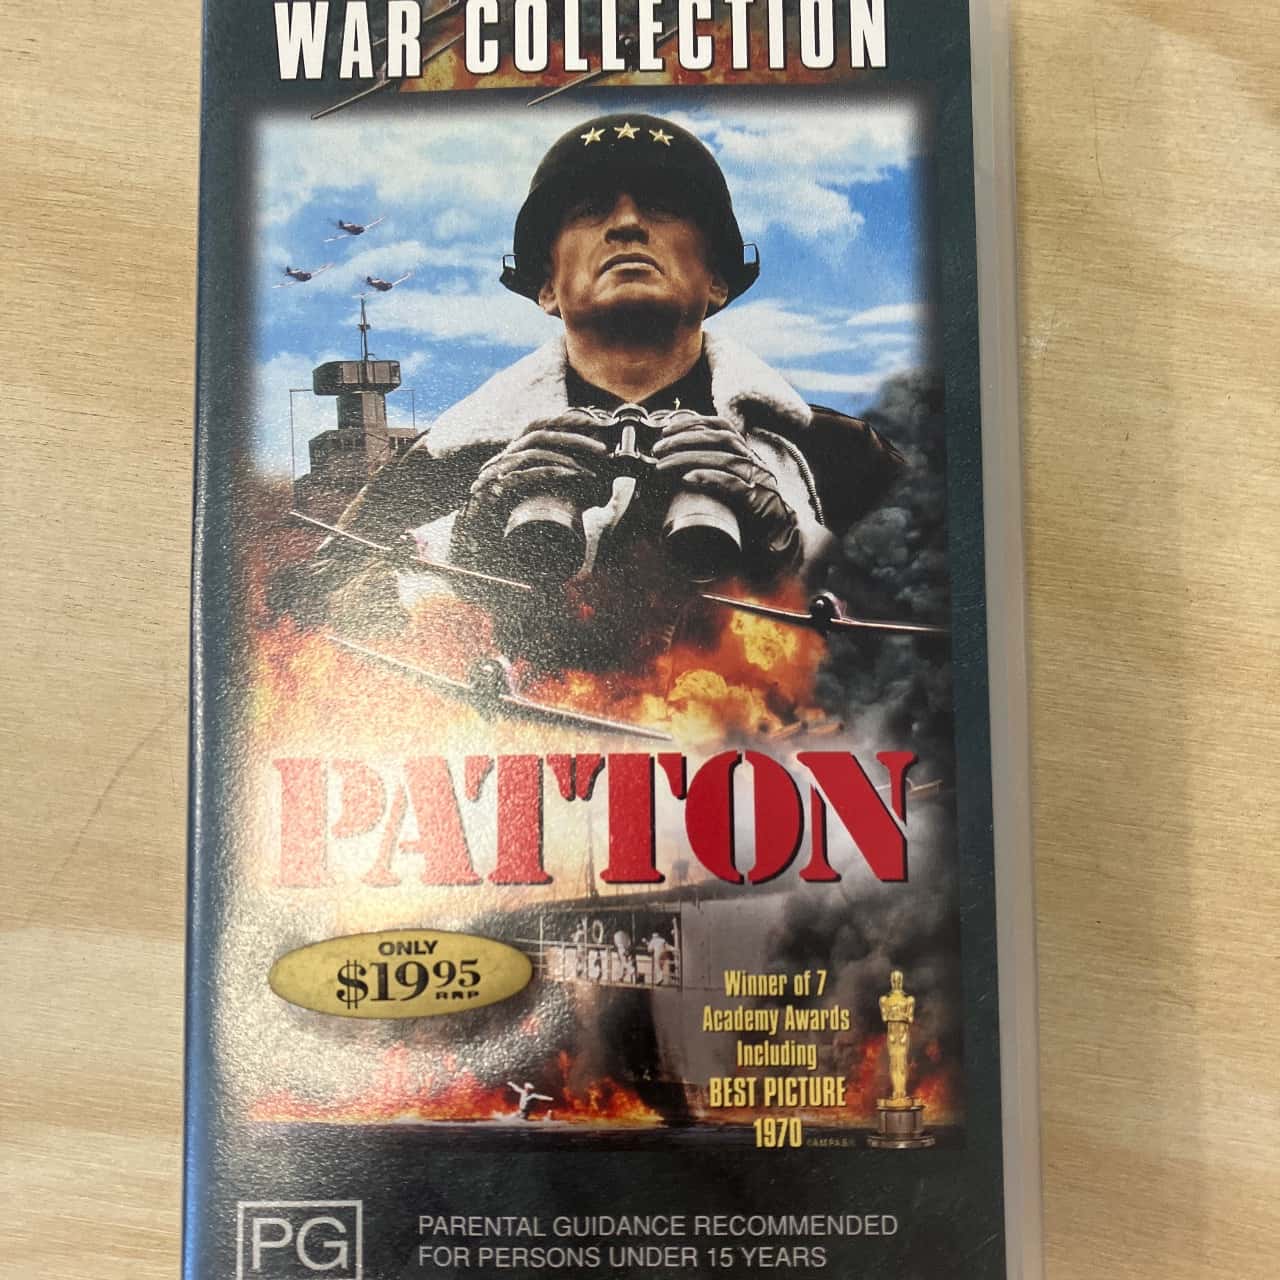 WAR COLLECTION
PATTON
ONLY
$19.95
RRP
Winner of 7
Academy Awards
Including
BEST PICTURE
1970
©A.M.P.A.S.®
PG
PARENTAL GUIDANCE RECOMMENDED
FOR PERSONS UNDER 15 YEARS